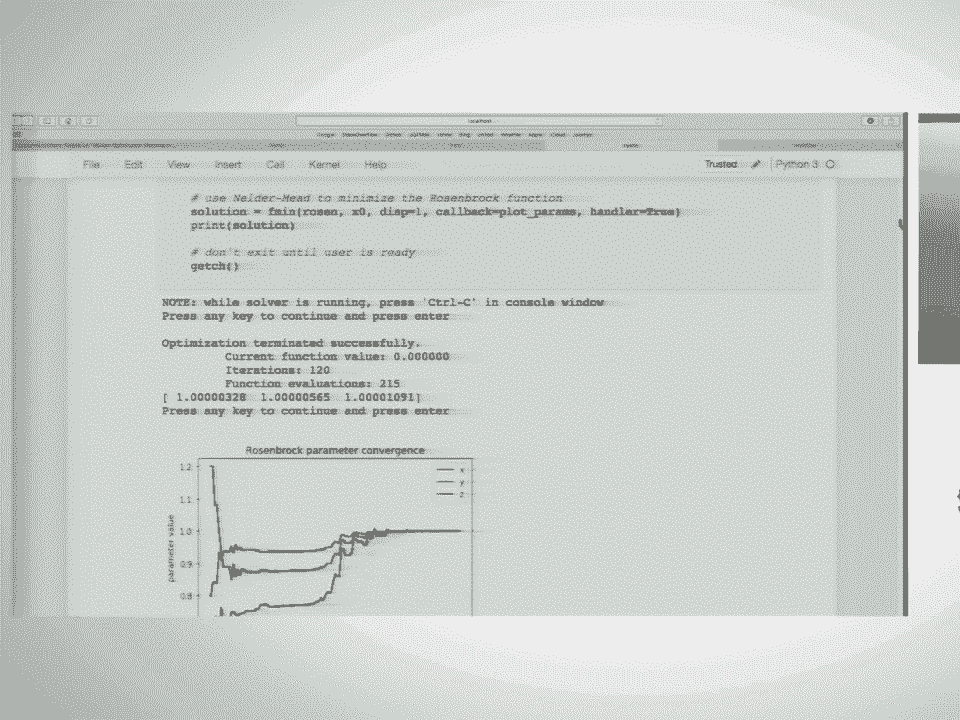 localhost
File Edit View Insert Call Kernel Help Trusted Python 3
# use Nelder-Head to minimize the Rosenbrock function
solution = fmin(rosen, x0, disp=1, callback=plot_params, handler=True)
print(solution)
# don't exit until user is ready
getch()
NOTE: while solver is running, press 'Ctrl-C' in console window
Press any key to continue and press enter
Optimization terminated successfully.
Current function value: 0.000000
Iterations: 120
Function evaluations: 215
[ 1.00000328 1.00000565 1.00001091]
Press any key to continue and press enter
Rosenbrock parameter convergence
1.2
x
y
z
1.1
1.0
0.9
0.8
parameter value